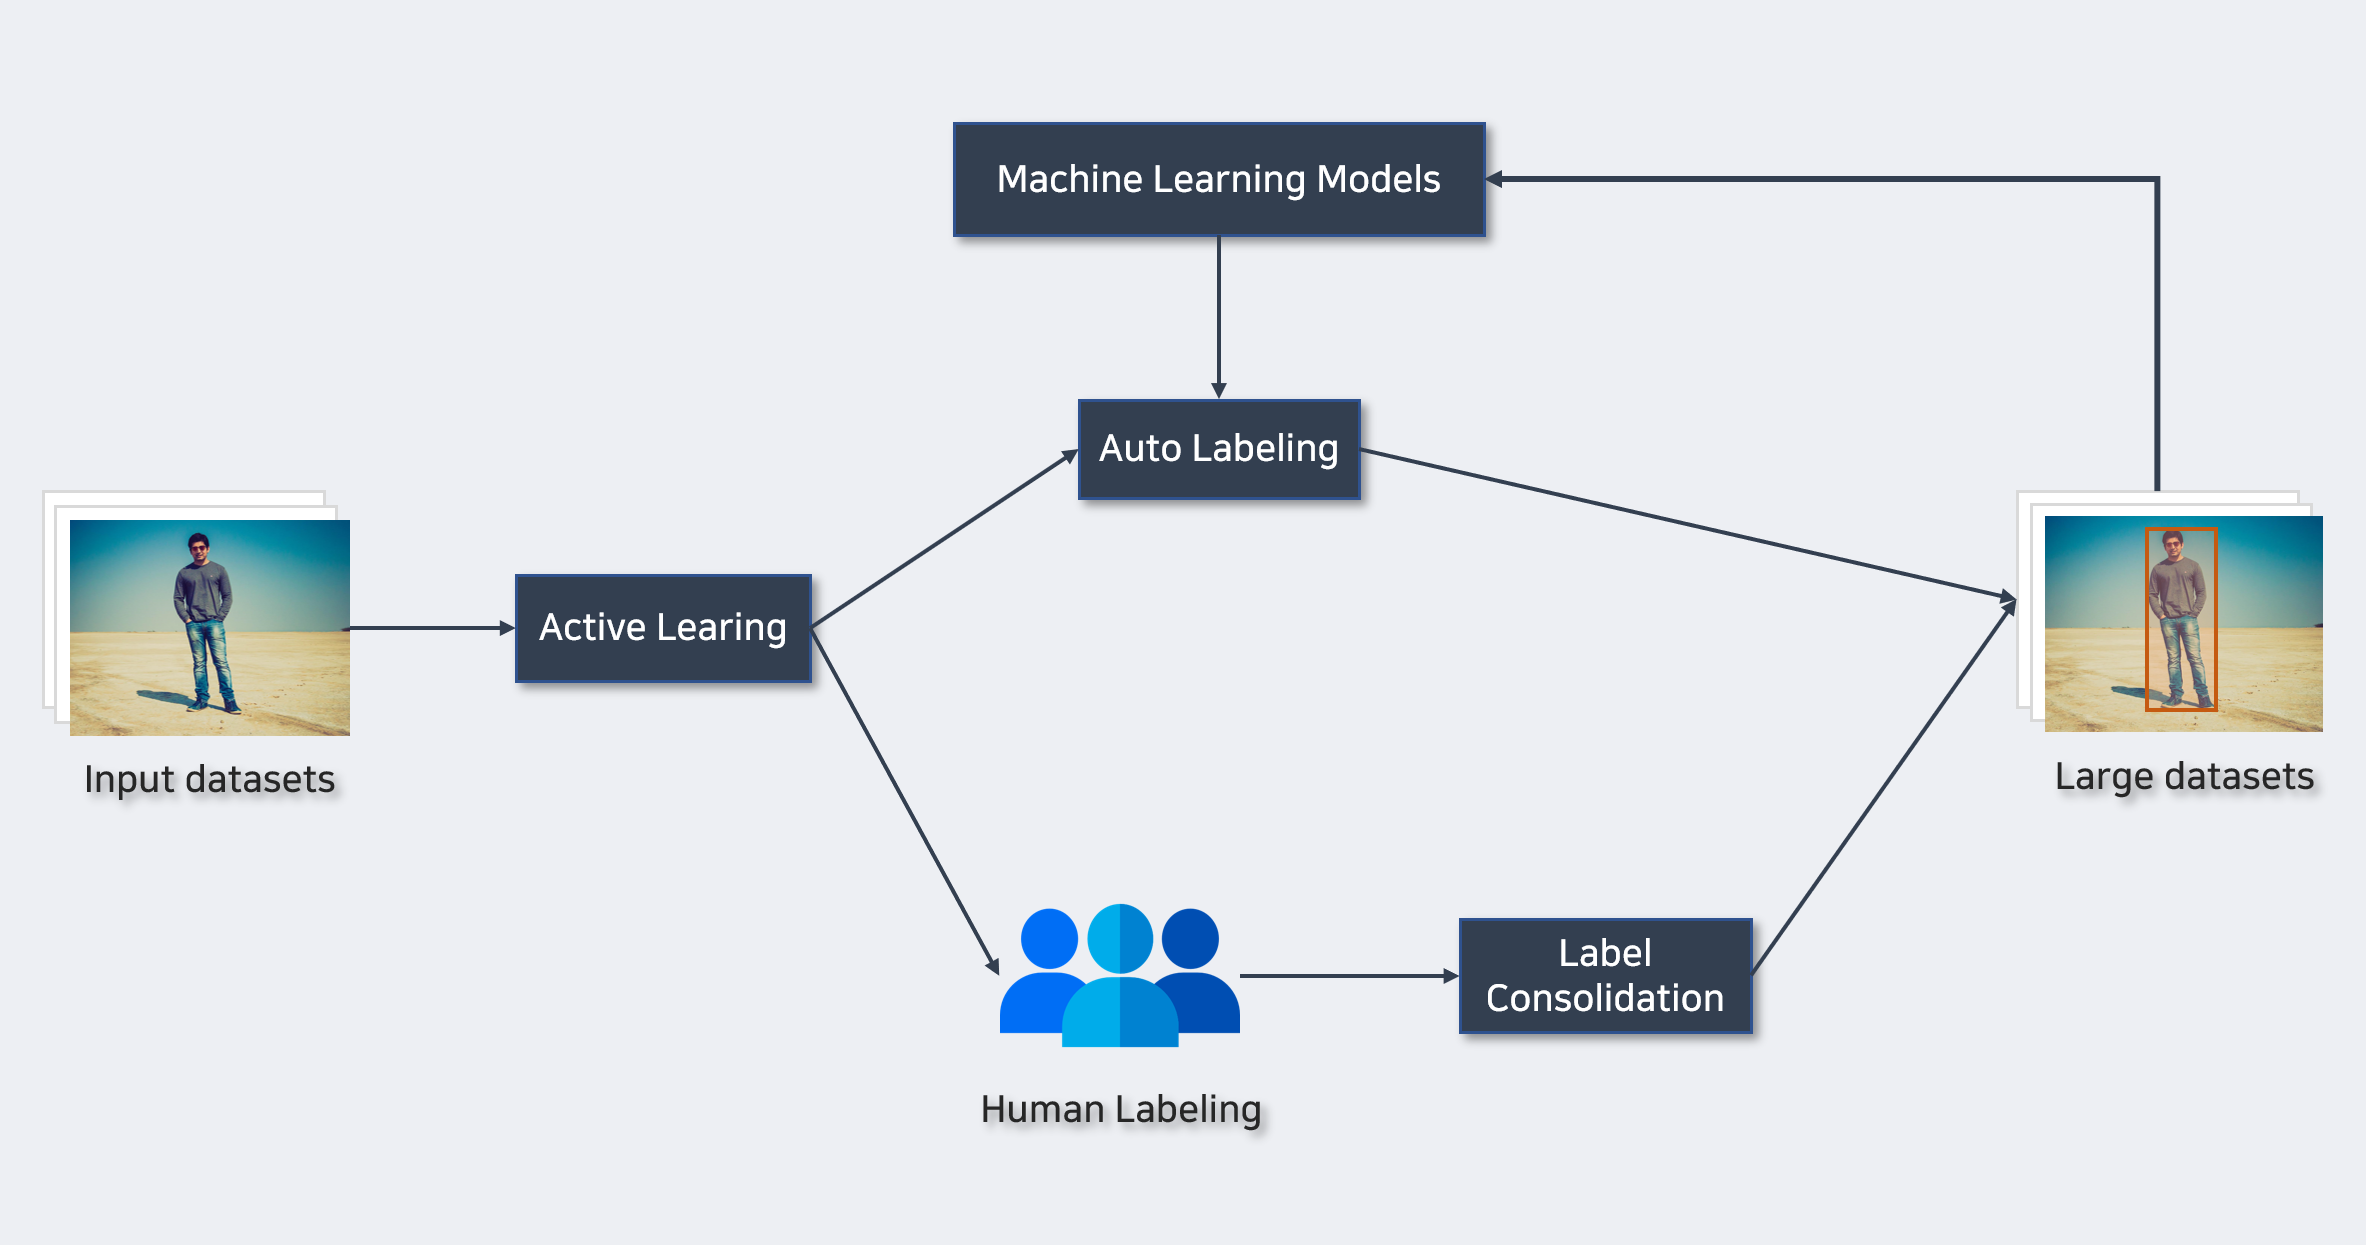 Machine Learning Models
Auto Labeling
Active Learing
Input datasets
Large datasets
Label
Consolidation
Human Labeling